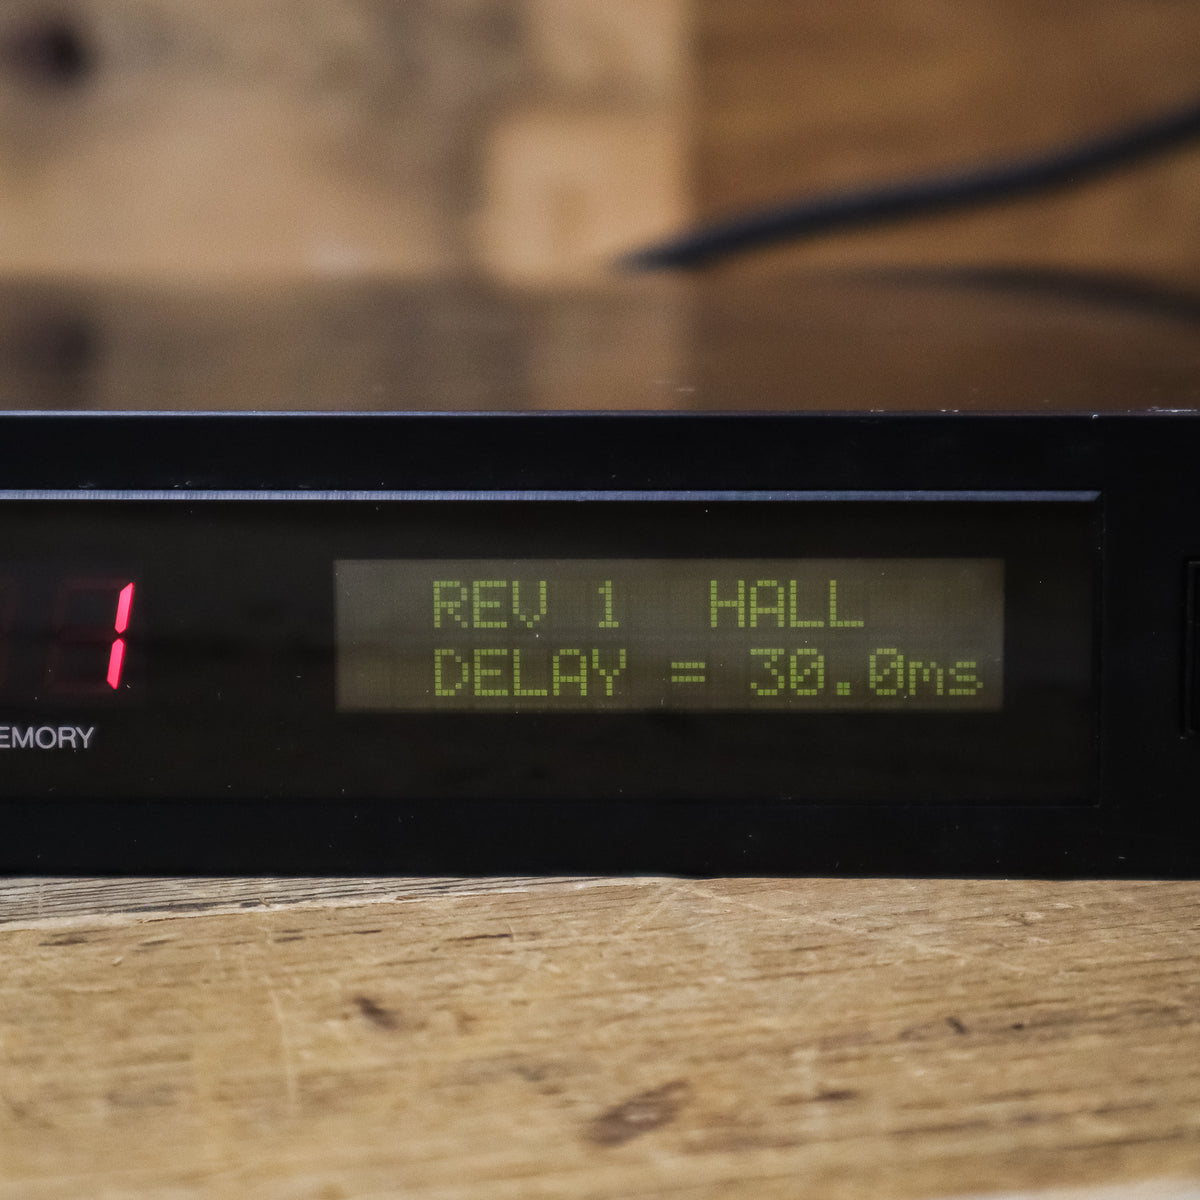 1
REV 1 HALL
DELAY = 30.0ms
EMORY